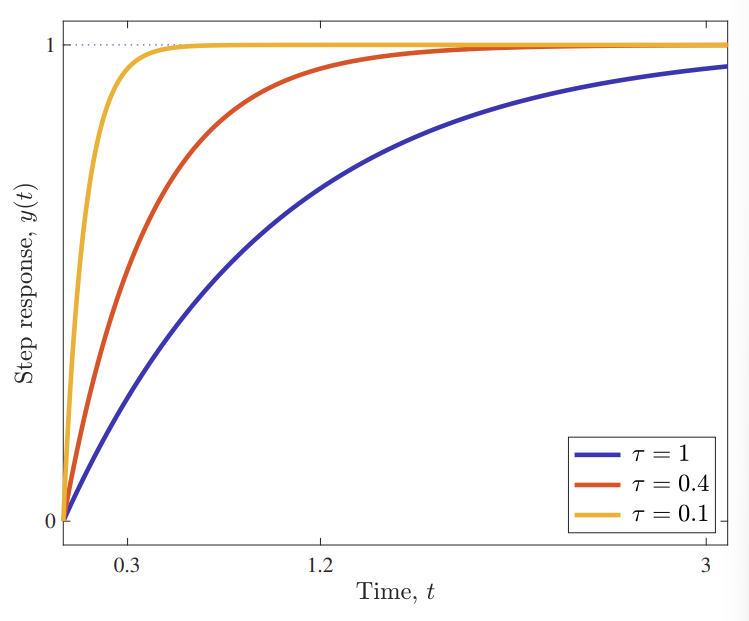 1
0
Step response, y(t)
0.3
1.2
3
Time, t
τ = 1
τ = 0.4
τ = 0.1